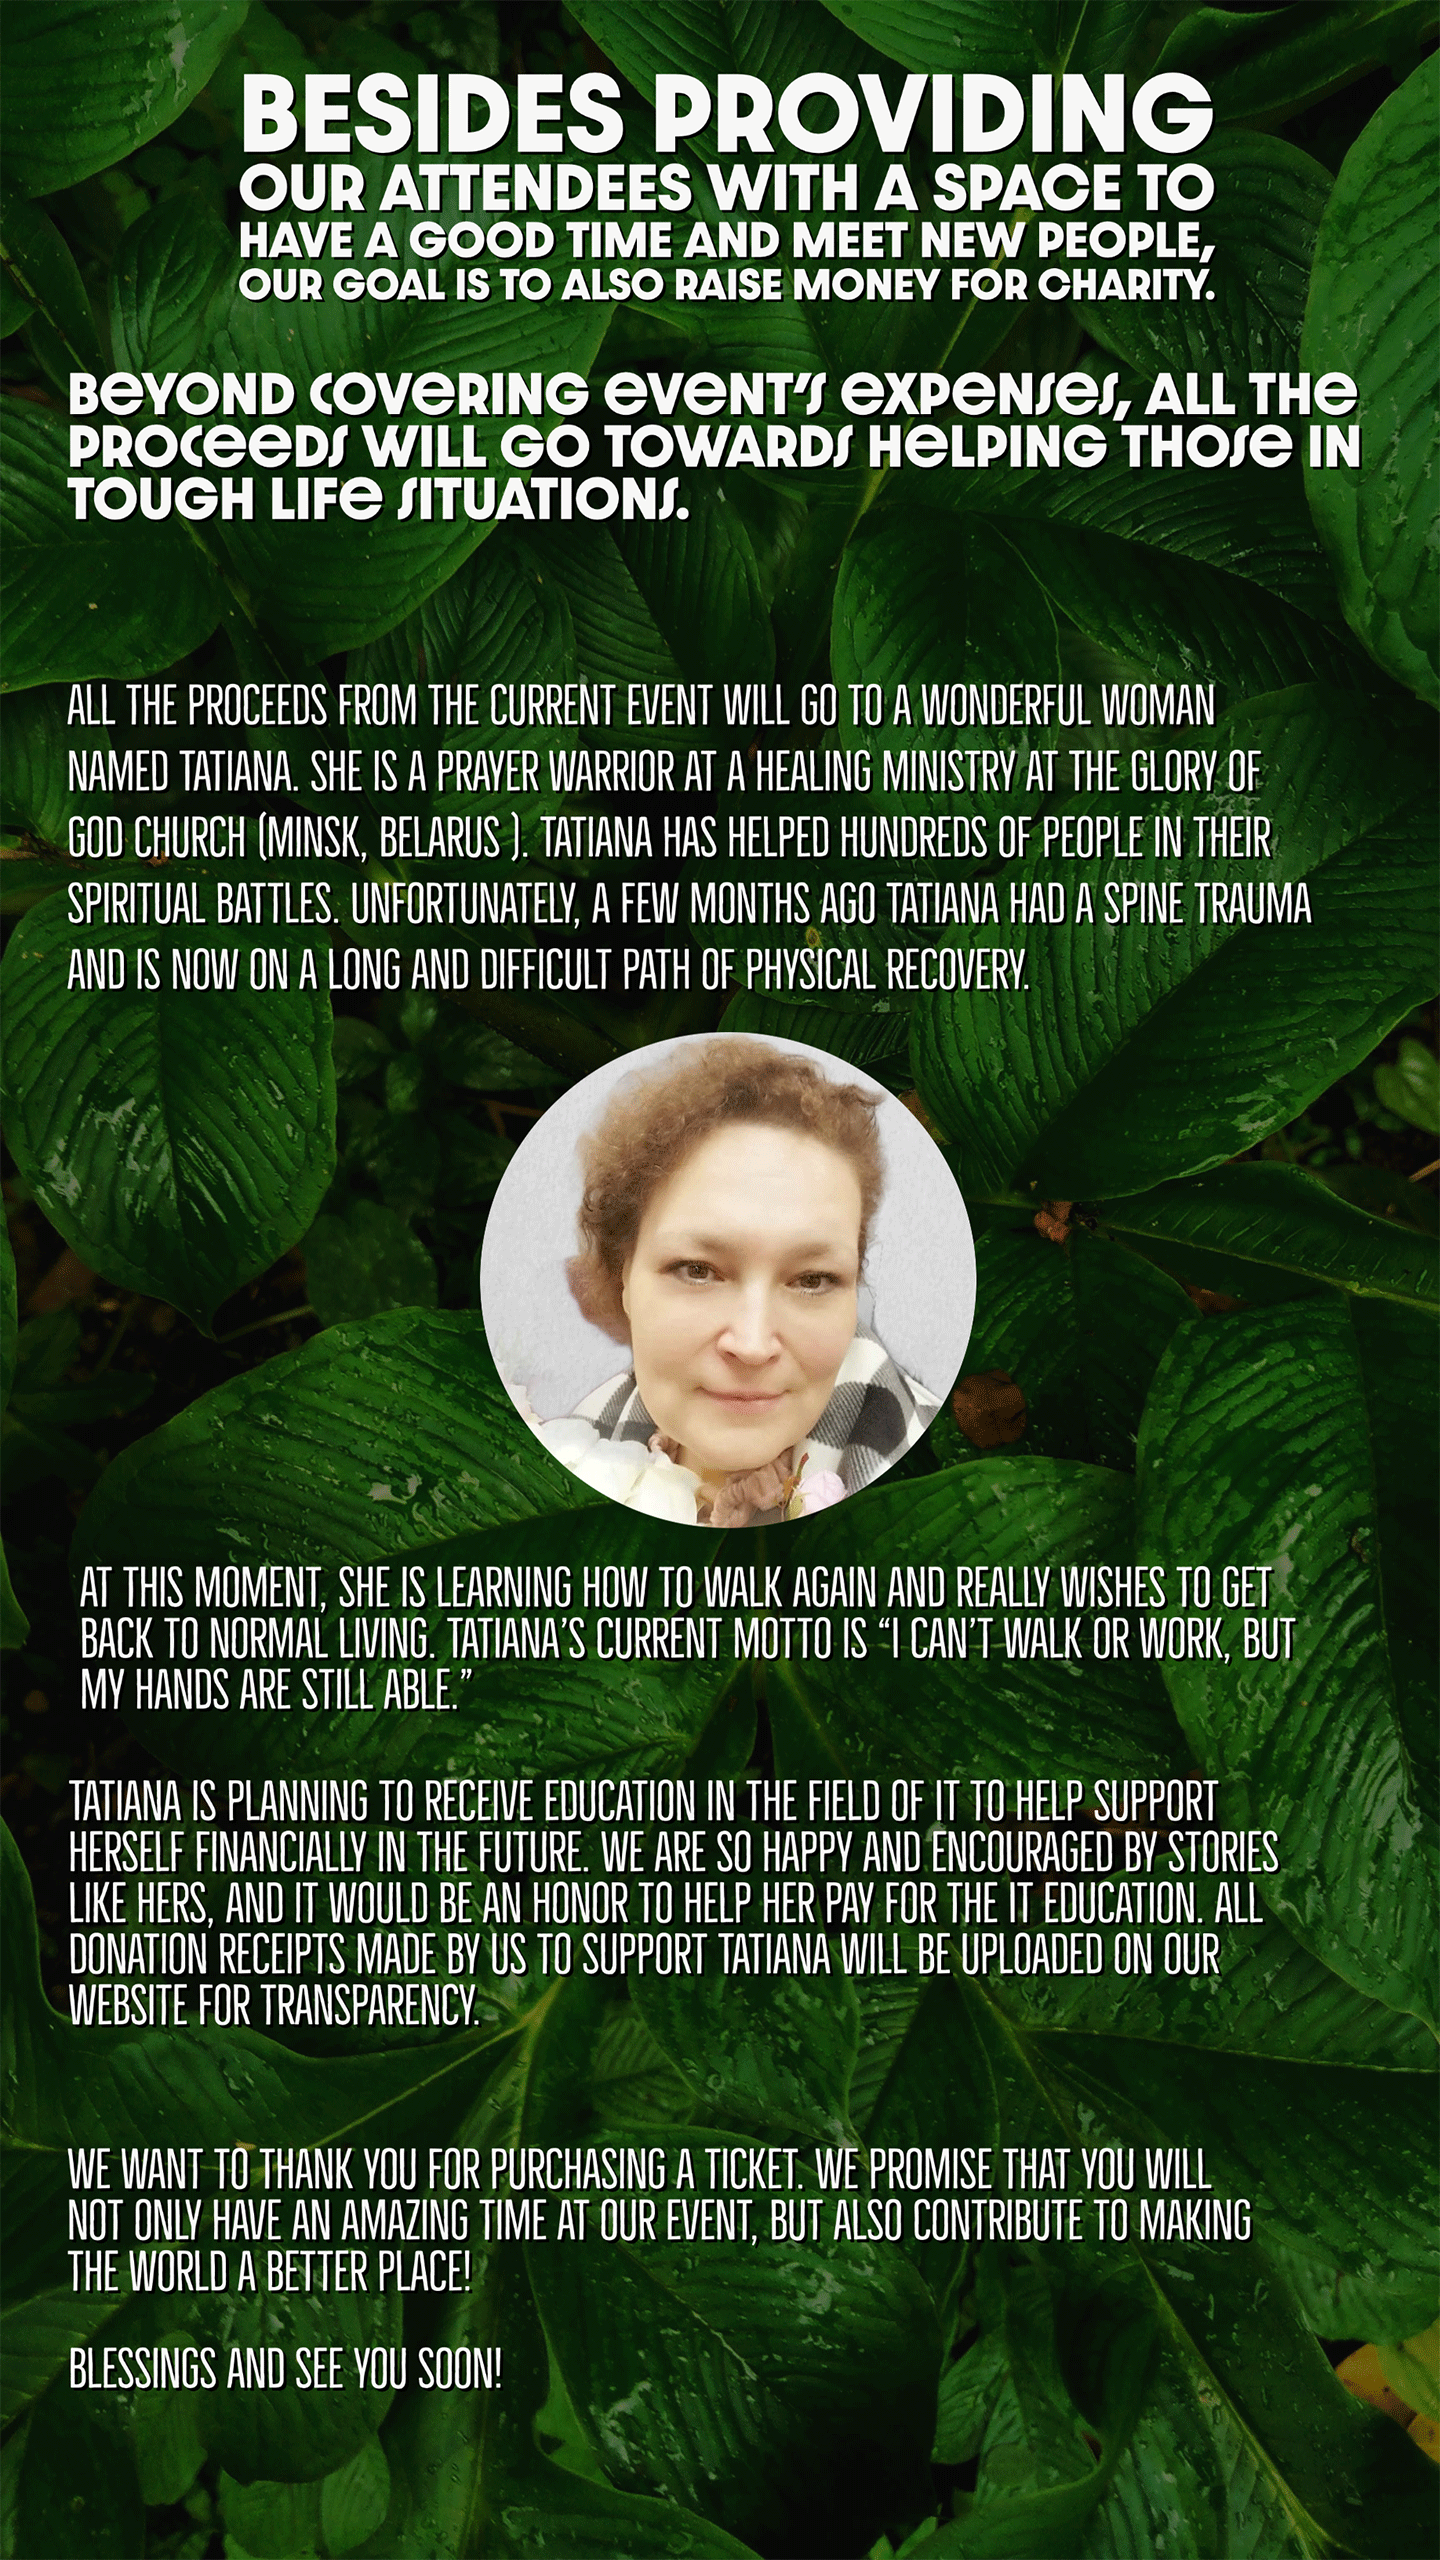 BESIDES PROVIDING
OUR ATTENDEES WITH A SPACE TO
HAVE A GOOD TIME AND MEET NEW PEOPLE,
OUR GOAL IS TO ALSO RAISE MONEY FOR CHARITY.
BEYOND COVERING EVENT'S EXPENSES, ALL THE
PROCEEDS WILL GO TOWARDS HELPING THOSE IN
TOUGH LIFE SITUATIONS.
ALL THE PROCEEDS FROM THE CURRENT EVENT WILL GO TO A WONDERFUL WOMAN
NAMED TATIANA. SHE IS A PRAYER WARRIOR AT A HEALING MINISTRY AT THE GLORY OF
GOD CHURCH (MINSK, BELARUS ). TATIANA HAS HELPED HUNDREDS OF PEOPLE IN THEIR
SPIRITUAL BATTLES. UNFORTUNATELY, A FEW MONTHS AGO TATIANA HAD A SPINE TRAUMA
AND IS NOW ON A LONG AND DIFFICULT PATH OF PHYSICAL RECOVERY.
AT THIS MOMENT, SHE IS LEARNING HOW TO WALK AGAIN AND REALLY WISHES TO GET
BACK TO NORMAL LIVING. TATIANA'S CURRENT MOTTO IS “I CAN'T WALK OR WORK, BUT
MY HANDS ARE STILL ABLE.”
TATIANA IS PLANNING TO RECEIVE EDUCATION IN THE FIELD OF IT TO HELP SUPPORT
HERSELF FINANCIALLY IN THE FUTURE. WE ARE SO HAPPY AND ENCOURAGED BY STORIES
LIKE HERS, AND IT WOULD BE AN HONOR TO HELP HER PAY FOR THE IT EDUCATION. ALL
DONATION RECEIPTS MADE BY US TO SUPPORT TATIANA WILL BE UPLOADED ON OUR
WEBSITE FOR TRANSPARENCY.
WE WANT TO THANK YOU FOR PURCHASING A TICKET. WE PROMISE THAT YOU WILL
NOT ONLY HAVE AN AMAZING TIME AT OUR EVENT, BUT ALSO CONTRIBUTE TO MAKING
THE WORLD A BETTER PLACE!
BLESSINGS AND SEE YOU SOON!